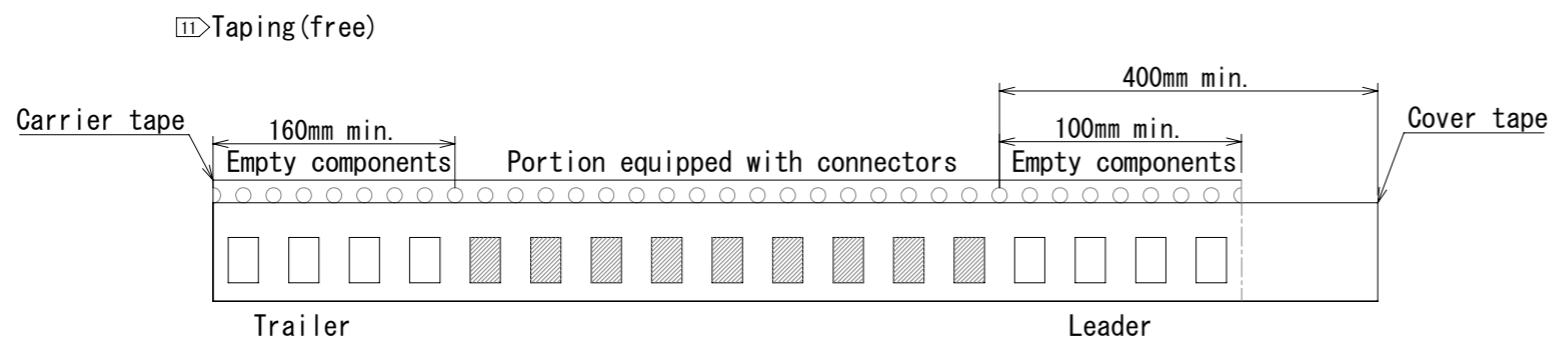 11 Taping(free)
400mm min.
Carrier tape
160mm min.
100mm min.
Cover tape
Empty components
Portion equipped with connectors
Empty components
Trailer
Leader